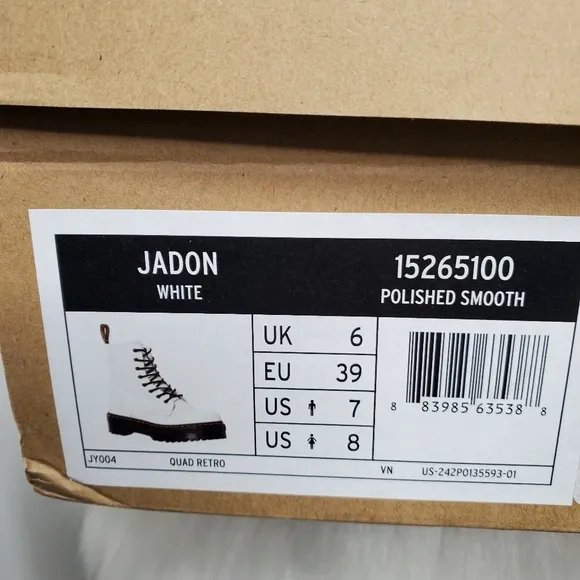 JADON
WHITE
15265100
POLISHED SMOOTH
UK 6
EU 39
US 7
US 8
8 83985 63538 8
JY004
QUAD RETRO
VN
US-242P0135593-01